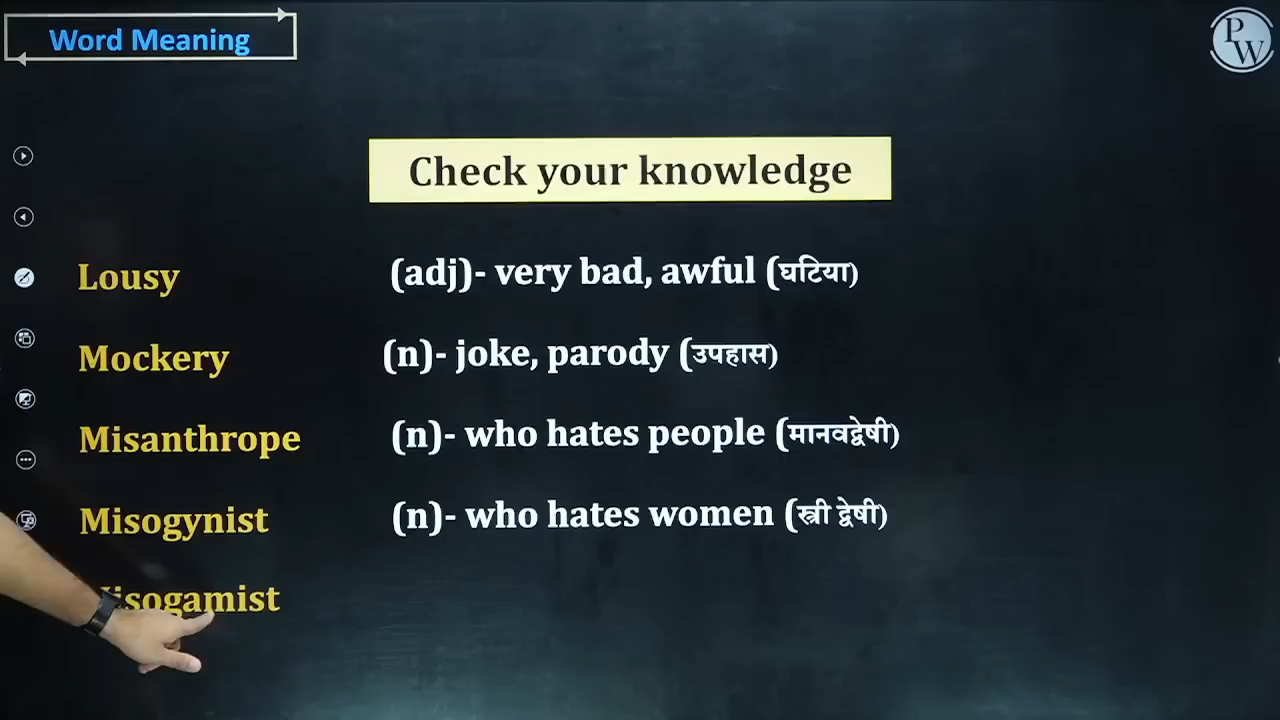 Word Meaning
PW
Check your knowledge
Lousy (adj)- very bad, awful (घटिया)
Mockery (n)- joke, parody (उपहास)
Misanthrope (n)- who hates people (मानवद्वेषी)
Misogynist (n)- who hates women (स्त्री द्वेषी)